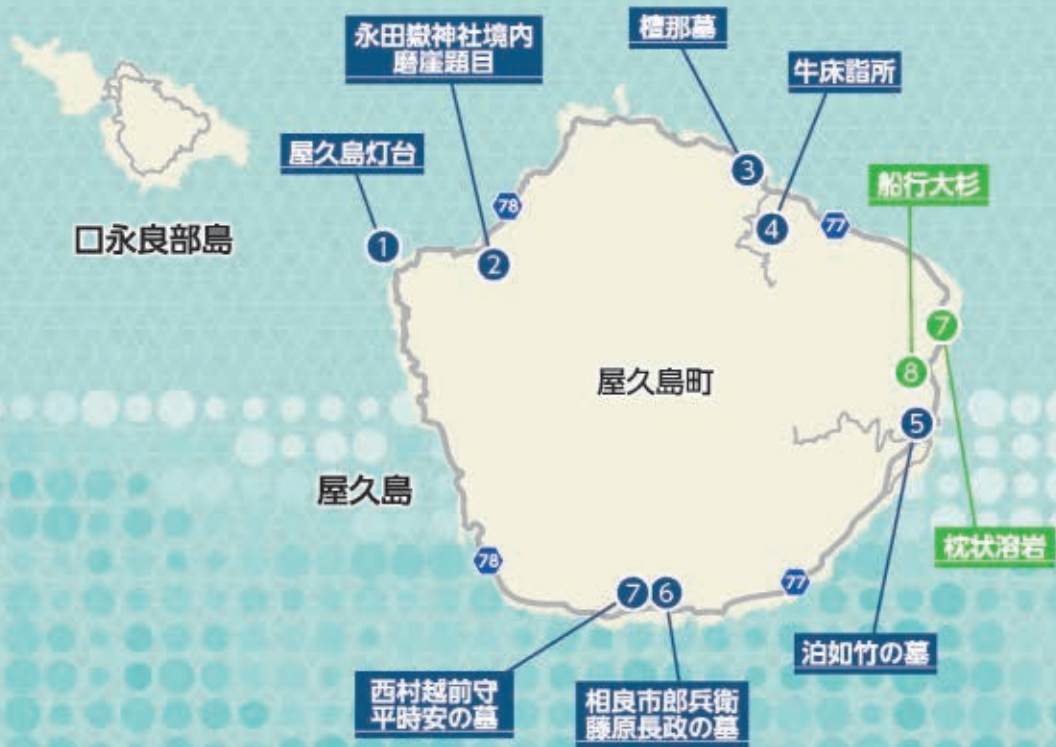 永田嶽神社境内
磨崖題目
檀那墓
牛床詣所
屋久島灯台
船行大杉
口永良部島
78
77
1
2
3
4
屋久島町
7
8
5
屋久島
枕状溶岩
78
77
7
6
泊如竹の墓
西村越前守
平時安の墓
相良市郎兵衛
藤原長政の墓